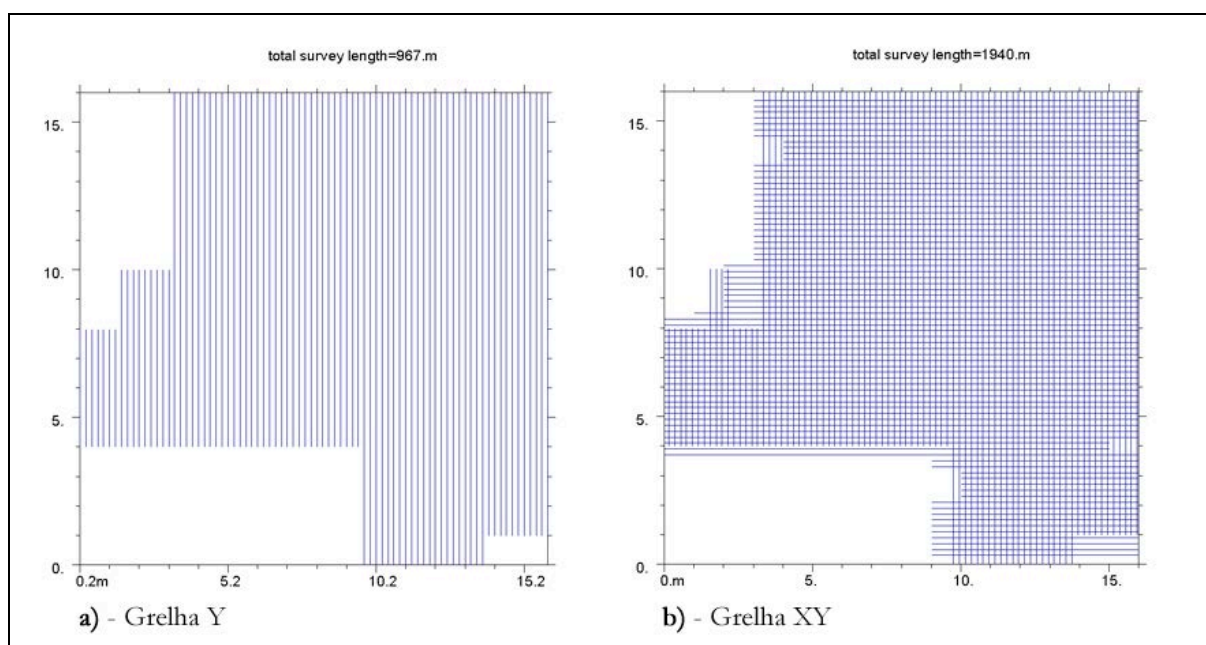 total survey length=967.m
15.
10.
5.
0.
0.2m 5.2 10.2 15.2
a) - Grelha Y
total survey length=1940.m
15.
10.
5.
0.
0.m 5. 10. 15.
b) - Grelha XY